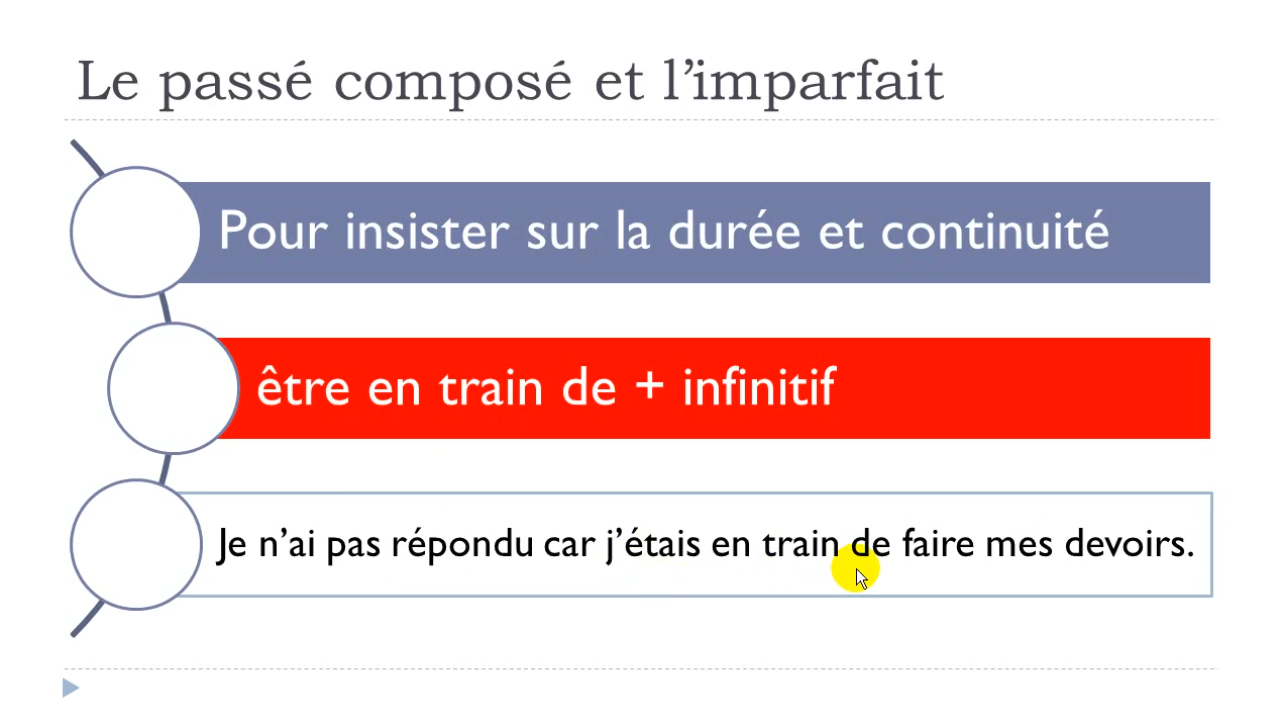 Le passé composé et l’imparfait
Pour insister sur la durée et continuité
être en train de + infinitif
Je n’ai pas répondu car j’étais en train de faire mes devoirs.